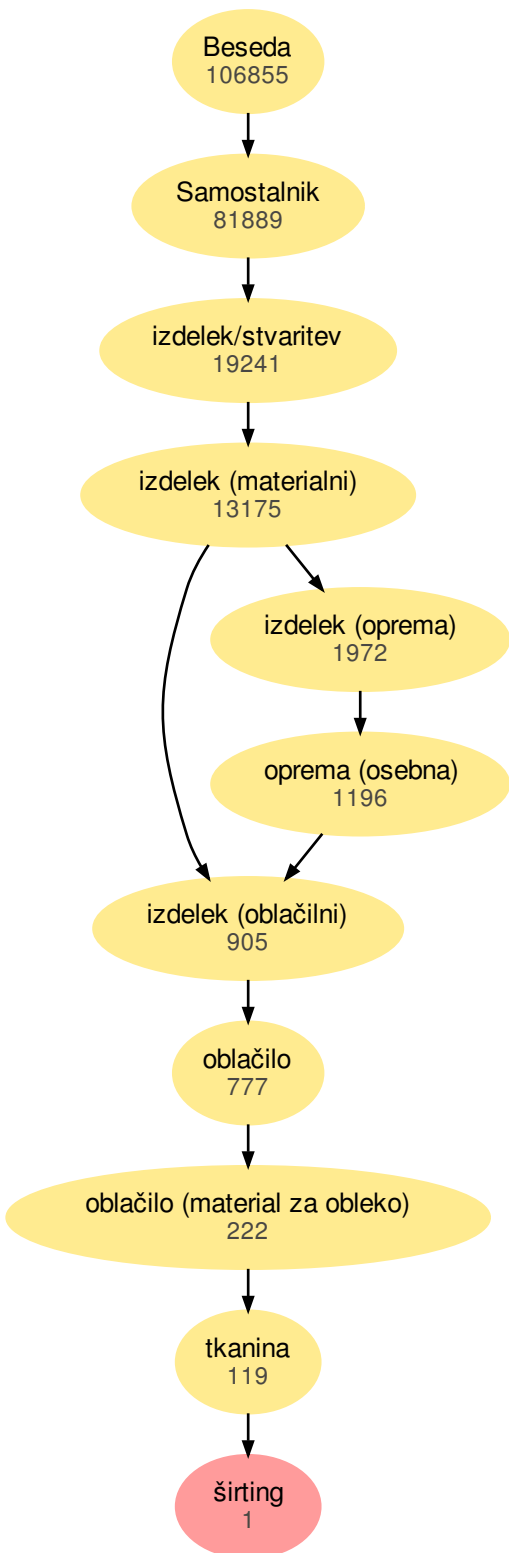 Beseda
106855
Samostalnik
81889
izdelek/stvaritev
19241
izdelek (materialni)
13175
izdelek (oprema)
1972
oprema (osebna)
1196
izdelek (oblačilni)
905
oblačilo
777
oblačilo (material za obleko)
222
tkanina
119
širting
1